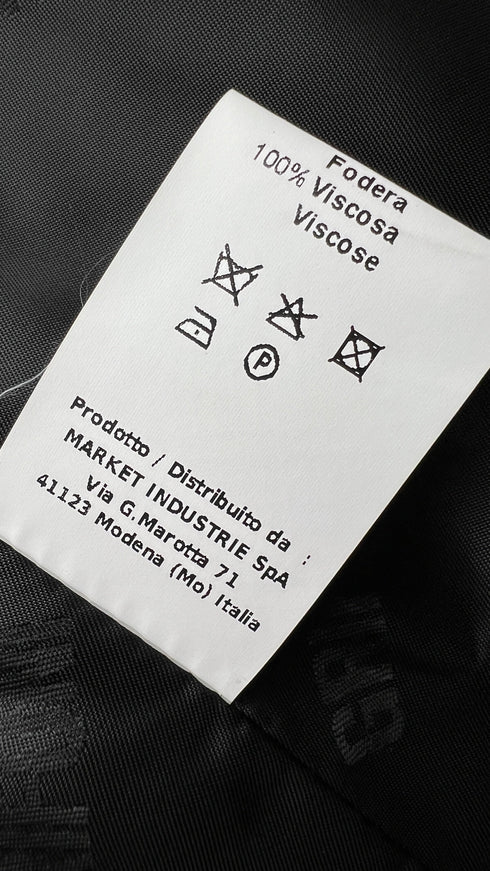 Fodera
100% Viscosa
Viscose
P
Prodotto / Distribuito da :
MARKET INDUSTRIE SpA
Via G.Marotta 71
41123 Modena (Mo) Italia